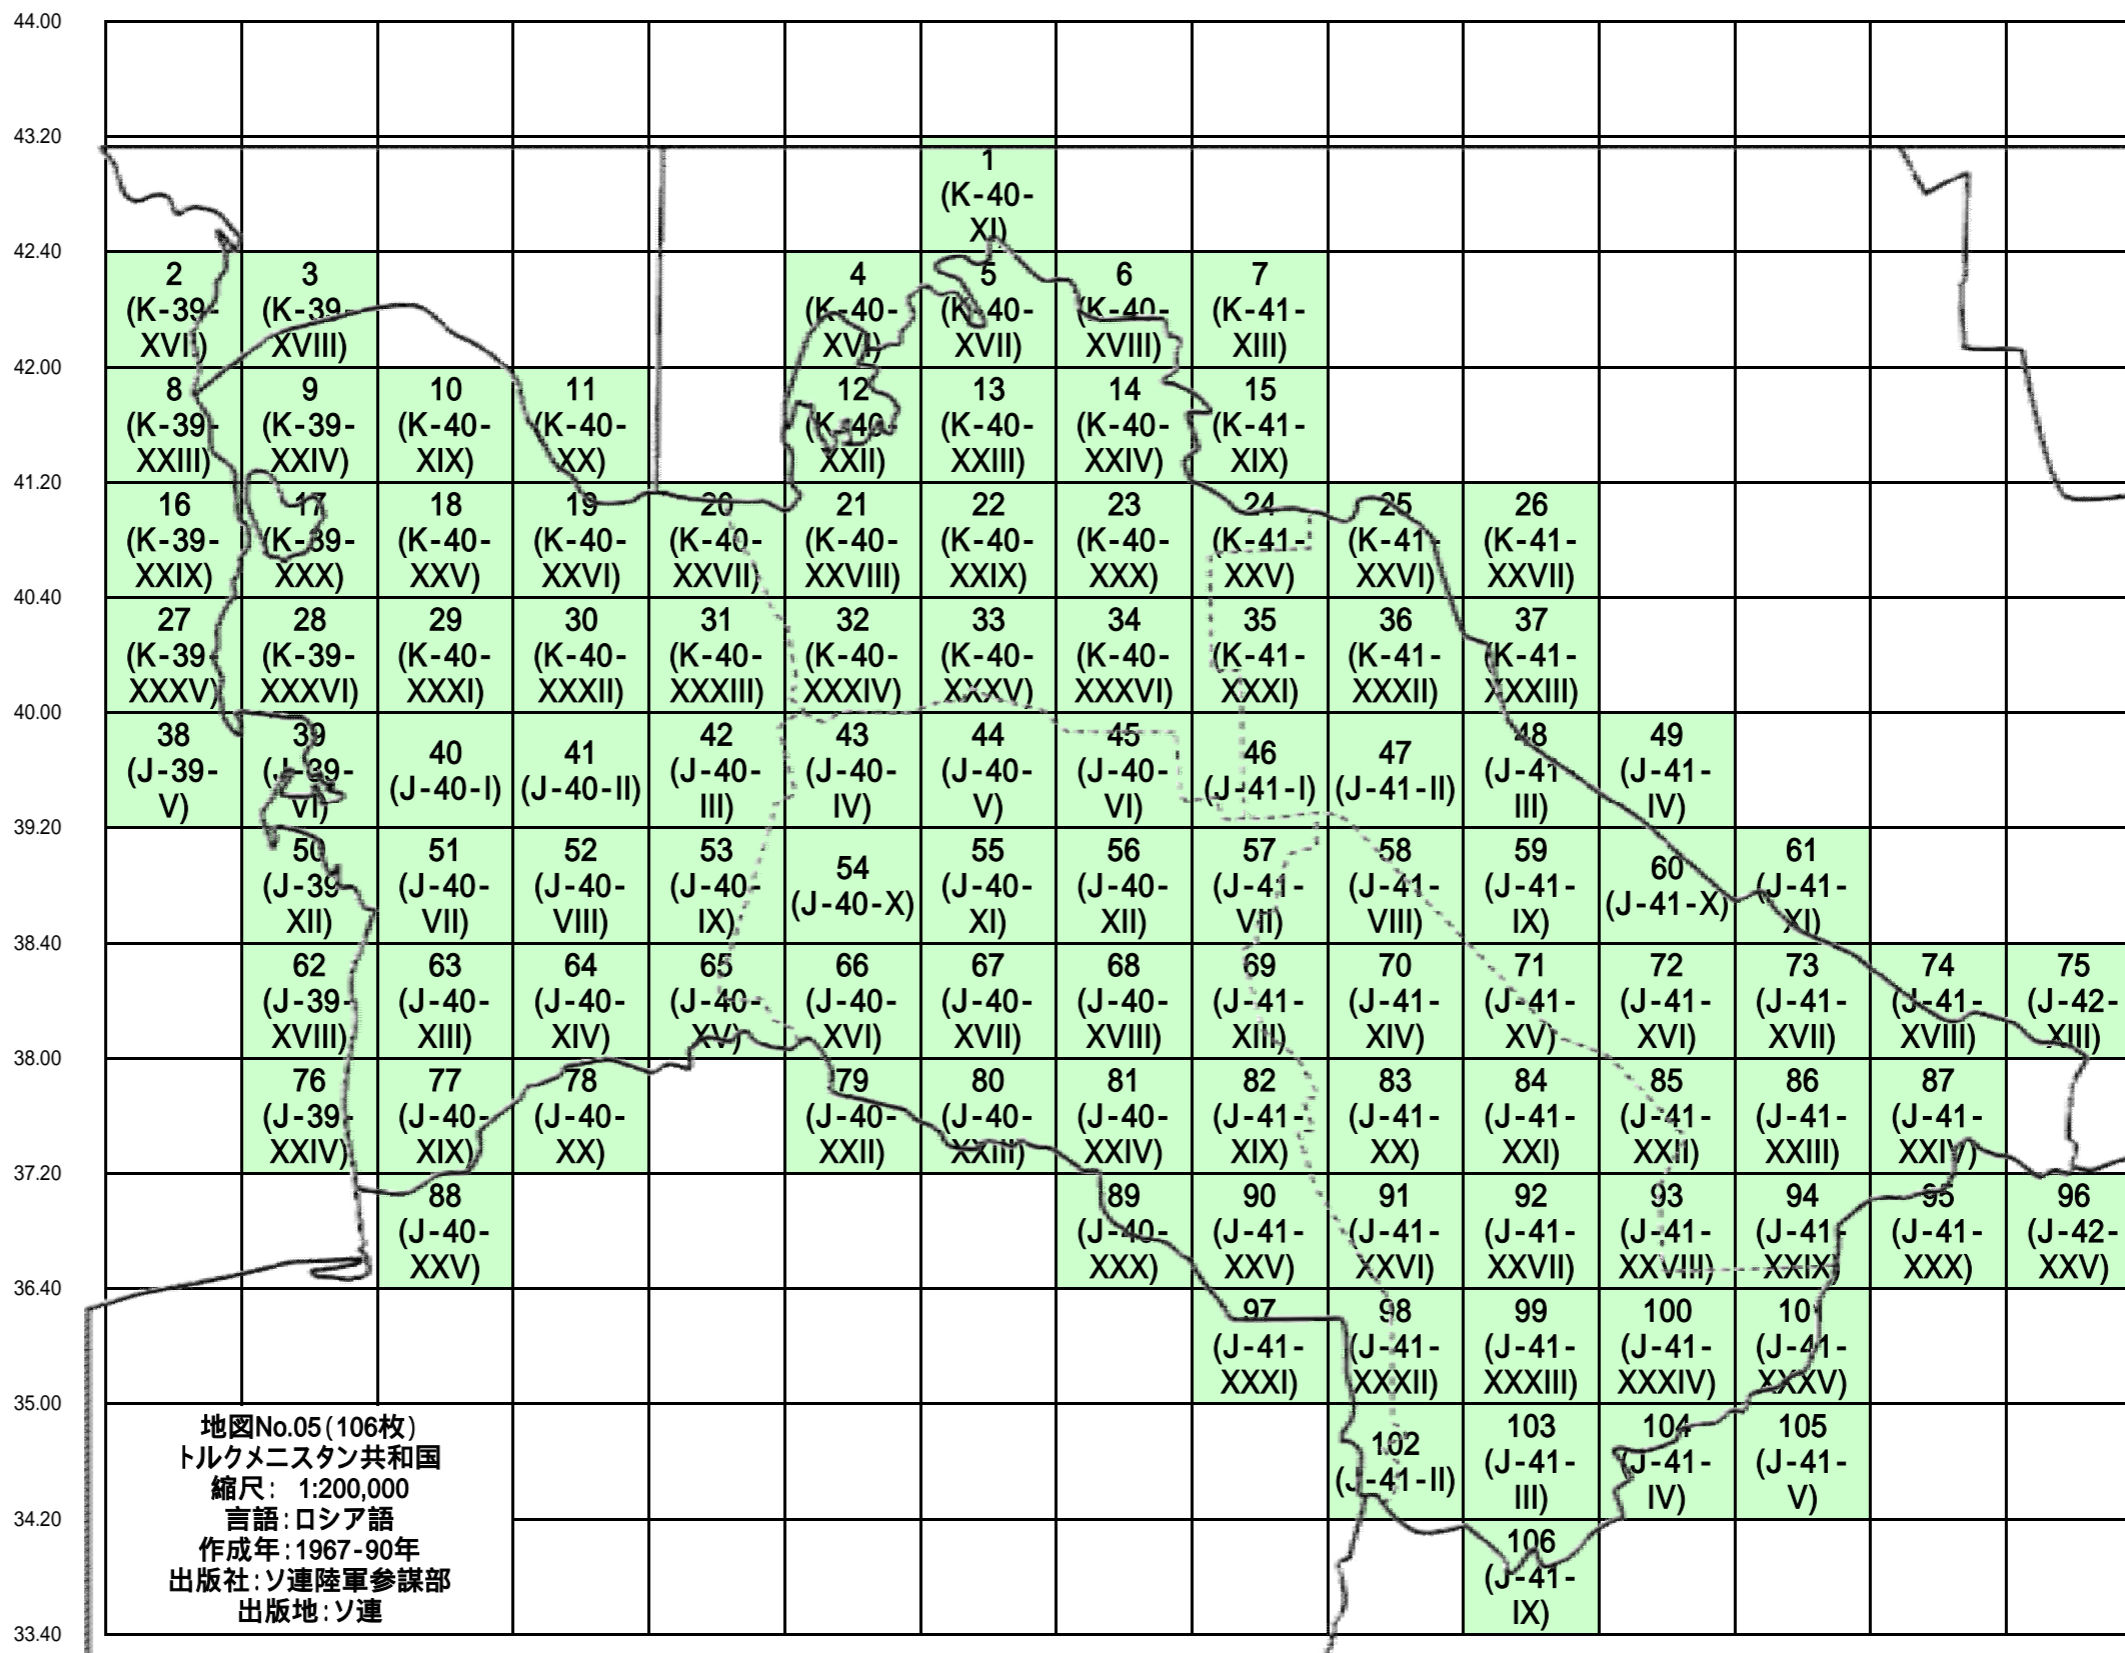 44.00
43.20
1
(K-40-
XI)
42.40
2
(K-39-
XVII)
3
(K-39-
XVIII)
4
(K-40-
XVI)
5
(K-40-
XVII)
6
(K-40-
XVIII)
7
(K-41-
XIII)
42.00
8
(K-39-
XXIII)
9
(K-39-
XXIV)
10
(K-40-
XIX)
11
(K-40-
XX)
12
(K-40-
XXII)
13
(K-40-
XXIII)
14
(K-40-
XXIV)
15
(K-41-
XIX)
41.20
16
(K-39-
XXIX)
17
(K-39-
XXX)
18
(K-40-
XXV)
19
(K-40-
XXVI)
20
(K-40-
XXVII)
21
(K-40-
XXVIII)
22
(K-40-
XXIX)
23
(K-40-
XXX)
24
(K-41-
XXV)
25
(K-41-
XXVI)
26
(K-41-
XXVII)
40.40
27
(K-39-
XXXV)
28
(K-39-
XXXVI)
29
(K-40-
XXXI)
30
(K-40-
XXXII)
31
(K-40-
XXXIII)
32
(K-40-
XXXIV)
33
(K-40-
XXXV)
34
(K-40-
XXXVI)
35
(K-41-
XXXI)
36
(K-41-
XXXII)
37
(K-41-
XXXIII)
40.00
38
(J-39-
V)
39
(J-39-
VI)
40
(J-40-I)
41
(J-40-II)
42
(J-40-
III)
43
(J-40-
IV)
44
(J-40-
V)
45
(J-40-
VI)
46
(J-41-I)
47
(J-41-II)
48
(J-41-
III)
49
(J-41-
IV)
39.20
50
(J-39-
XII)
51
(J-40-
VII)
52
(J-40-
VIII)
53
(J-40-
IX)
54
(J-40-X)
55
(J-40-
XI)
56
(J-40-
XII)
57
(J-41-
VII)
58
(J-41-
VIII)
59
(J-41-
IX)
60
(J-41-X)
61
(J-41-
XI)
38.40
62
(J-39-
XVIII)
63
(J-40-
XIII)
64
(J-40-
XIV)
65
(J-40-
XV)
66
(J-40-
XVI)
67
(J-40-
XVII)
68
(J-40-
XVIII)
69
(J-41-
XIII)
70
(J-41-
XIV)
71
(J-41-
XV)
72
(J-41-
XVI)
73
(J-41-
XVII)
74
(J-41-
XVIII)
75
(J-42-
XIII)
38.00
76
(J-39-
XXIV)
77
(J-40-
XIX)
78
(J-40-
XX)
79
(J-40-
XXII)
80
(J-40-
XXIII)
81
(J-40-
XXIV)
82
(J-41-
XIX)
83
(J-41-
XX)
84
(J-41-
XXI)
85
(J-41-
XXII)
86
(J-41-
XXIII)
87
(J-41-
XXIV)
37.20
88
(J-40-
XXV)
89
(J-40-
XXX)
90
(J-41-
XXV)
91
(J-41-
XXVI)
92
(J-41-
XXVII)
93
(J-41-
XXVIII)
94
(J-41-
XXIX)
95
(J-41-
XXX)
96
(J-42-
XXV)
36.40
97
(J-41-
XXXI)
98
(J-41-
XXXII)
99
(J-41-
XXXIII)
100
(J-41-
XXXIV)
101
(J-41-
XXXV)
35.00
102
(J-41-II)
103
(J-41-
III)
104
(J-41-
IV)
105
(J-41-
V)
34.20
106
(J-41-
IX)
33.40
地図No.05(106枚)
トルクメニスタン共和国
縮尺: 1:200,000
言語:ロシア語
作成年:1967-90年
出版社:ソ連陸軍参謀部
出版地:ソ連